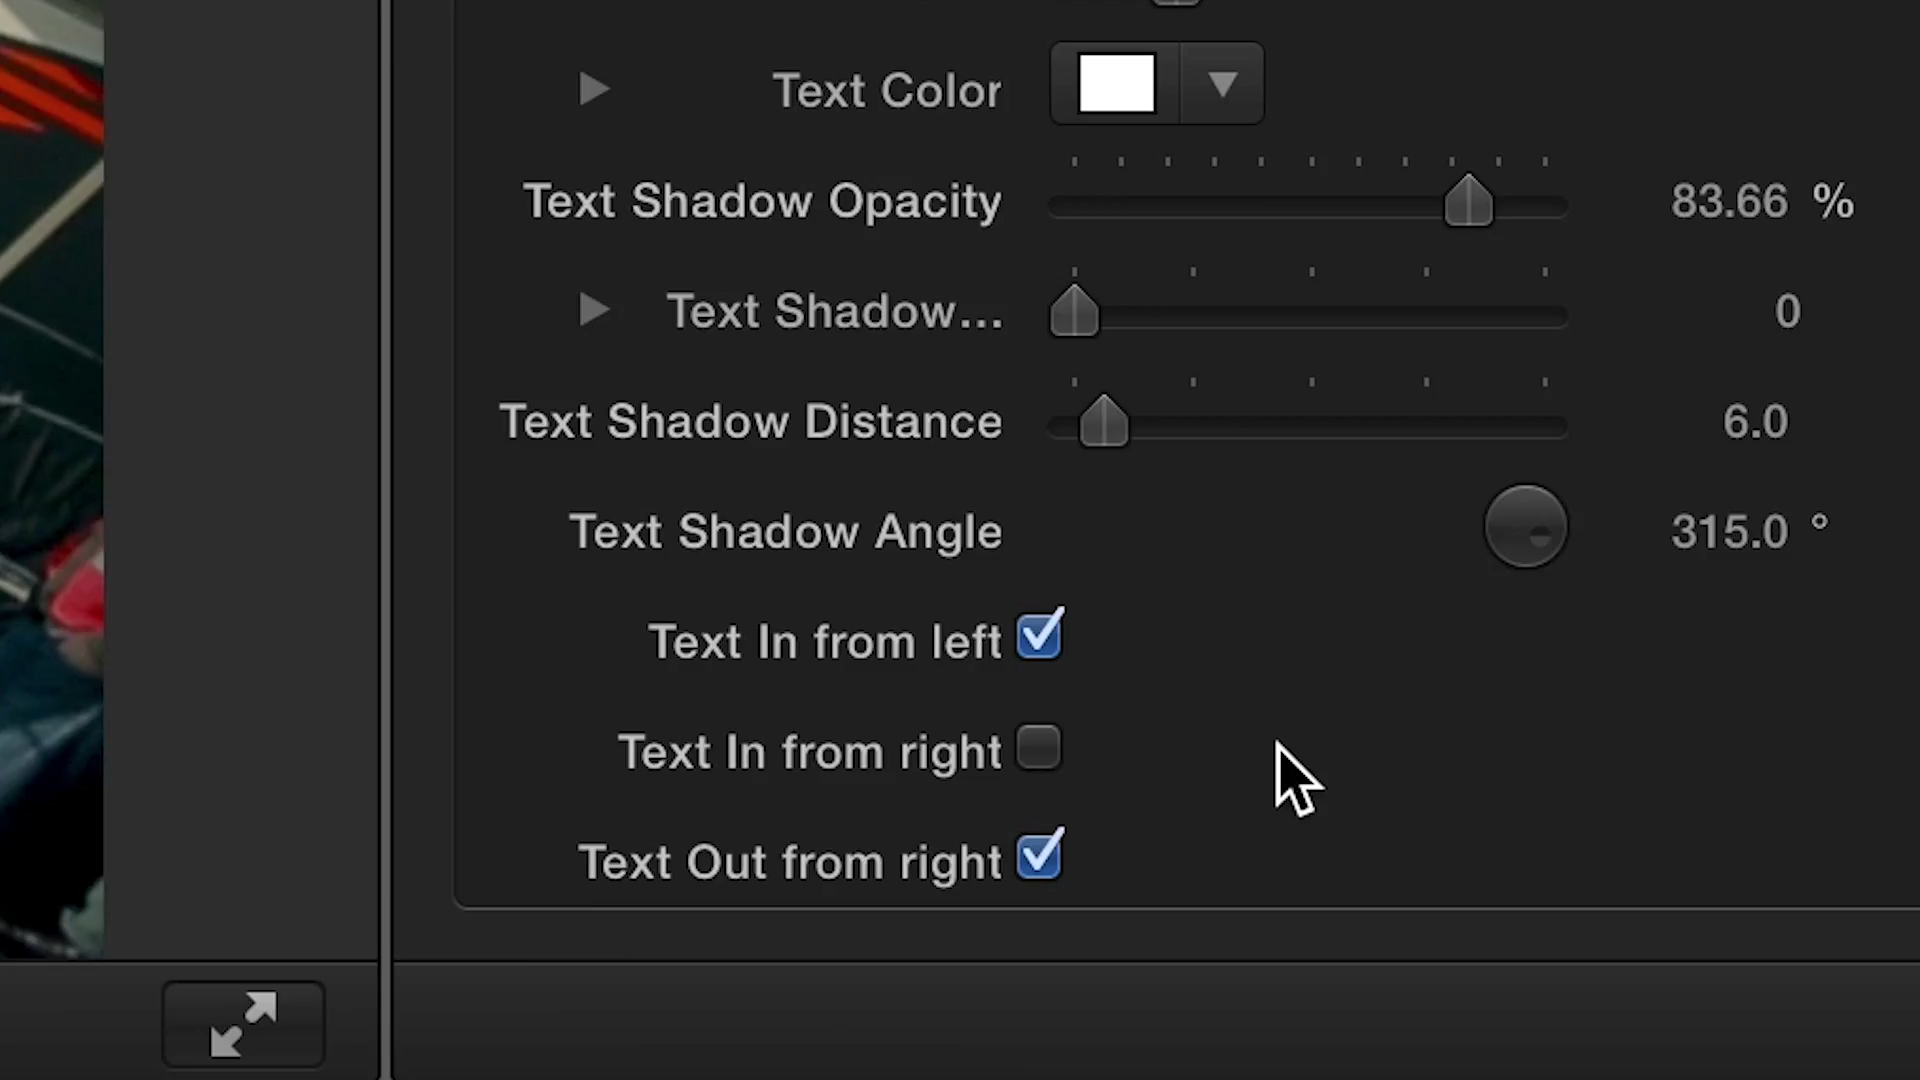 Text Color
Text Shadow Opacity 83.66 %
Text Shadow... 0
Text Shadow Distance 6.0
Text Shadow Angle 315.0 °
Text In from left
Text In from right
Text Out from right